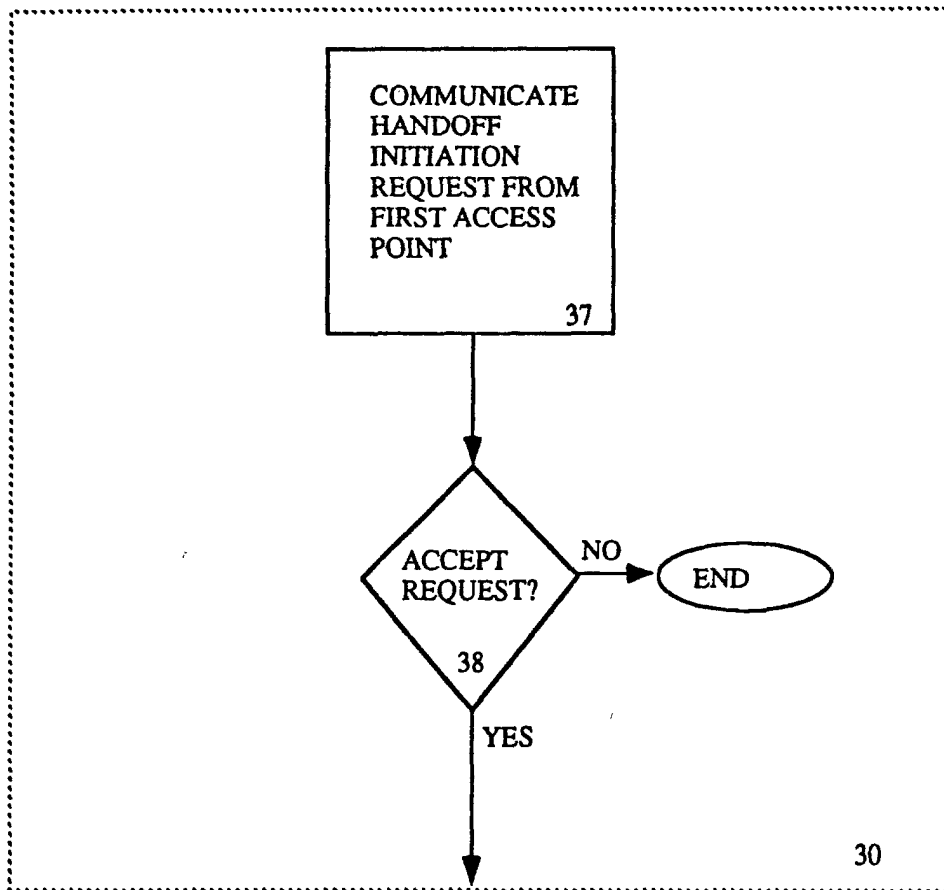 COMMUNICATE
HANDOFF
INITIATION
REQUEST FROM
FIRST ACCESS
POINT
37
ACCEPT
REQUEST?
38
NO
END
YES
30